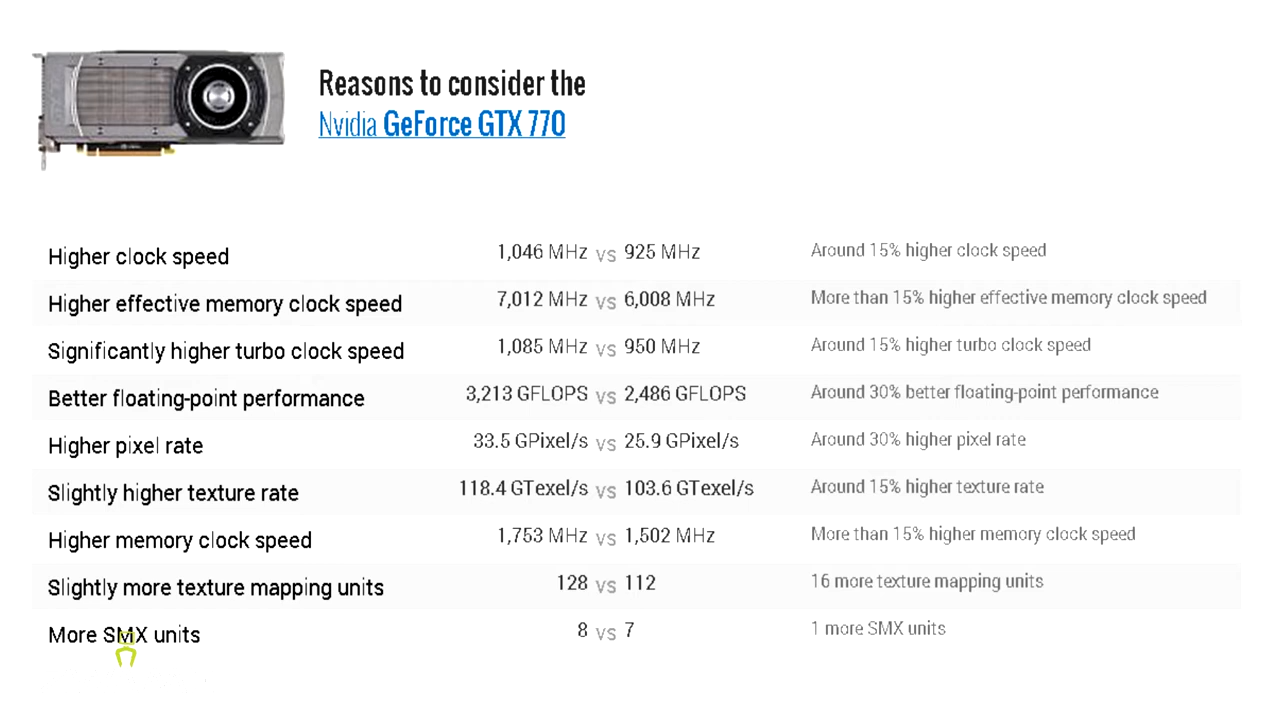 Reasons to consider the
Nvidia GeForce GTX 770
Higher clock speed 1,046 MHz vs 925 MHz Around 15% higher clock speed
Higher effective memory clock speed 7,012 MHz vs 6,008 MHz More than 15% higher effective memory clock speed
Significantly higher turbo clock speed 1,085 MHz vs 950 MHz Around 15% higher turbo clock speed
Better floating-point performance 3,213 GFLOPS vs 2,486 GFLOPS Around 30% better floating-point performance
Higher pixel rate 33.5 GPixel/s vs 25.9 GPixel/s Around 30% higher pixel rate
Slightly higher texture rate 118.4 GTexel/s vs 103.6 GTexel/s Around 15% higher texture rate
Higher memory clock speed 1,753 MHz vs 1,502 MHz More than 15% higher memory clock speed
Slightly more texture mapping units 128 vs 112 16 more texture mapping units
More SMX units 8 vs 7 1 more SMX units